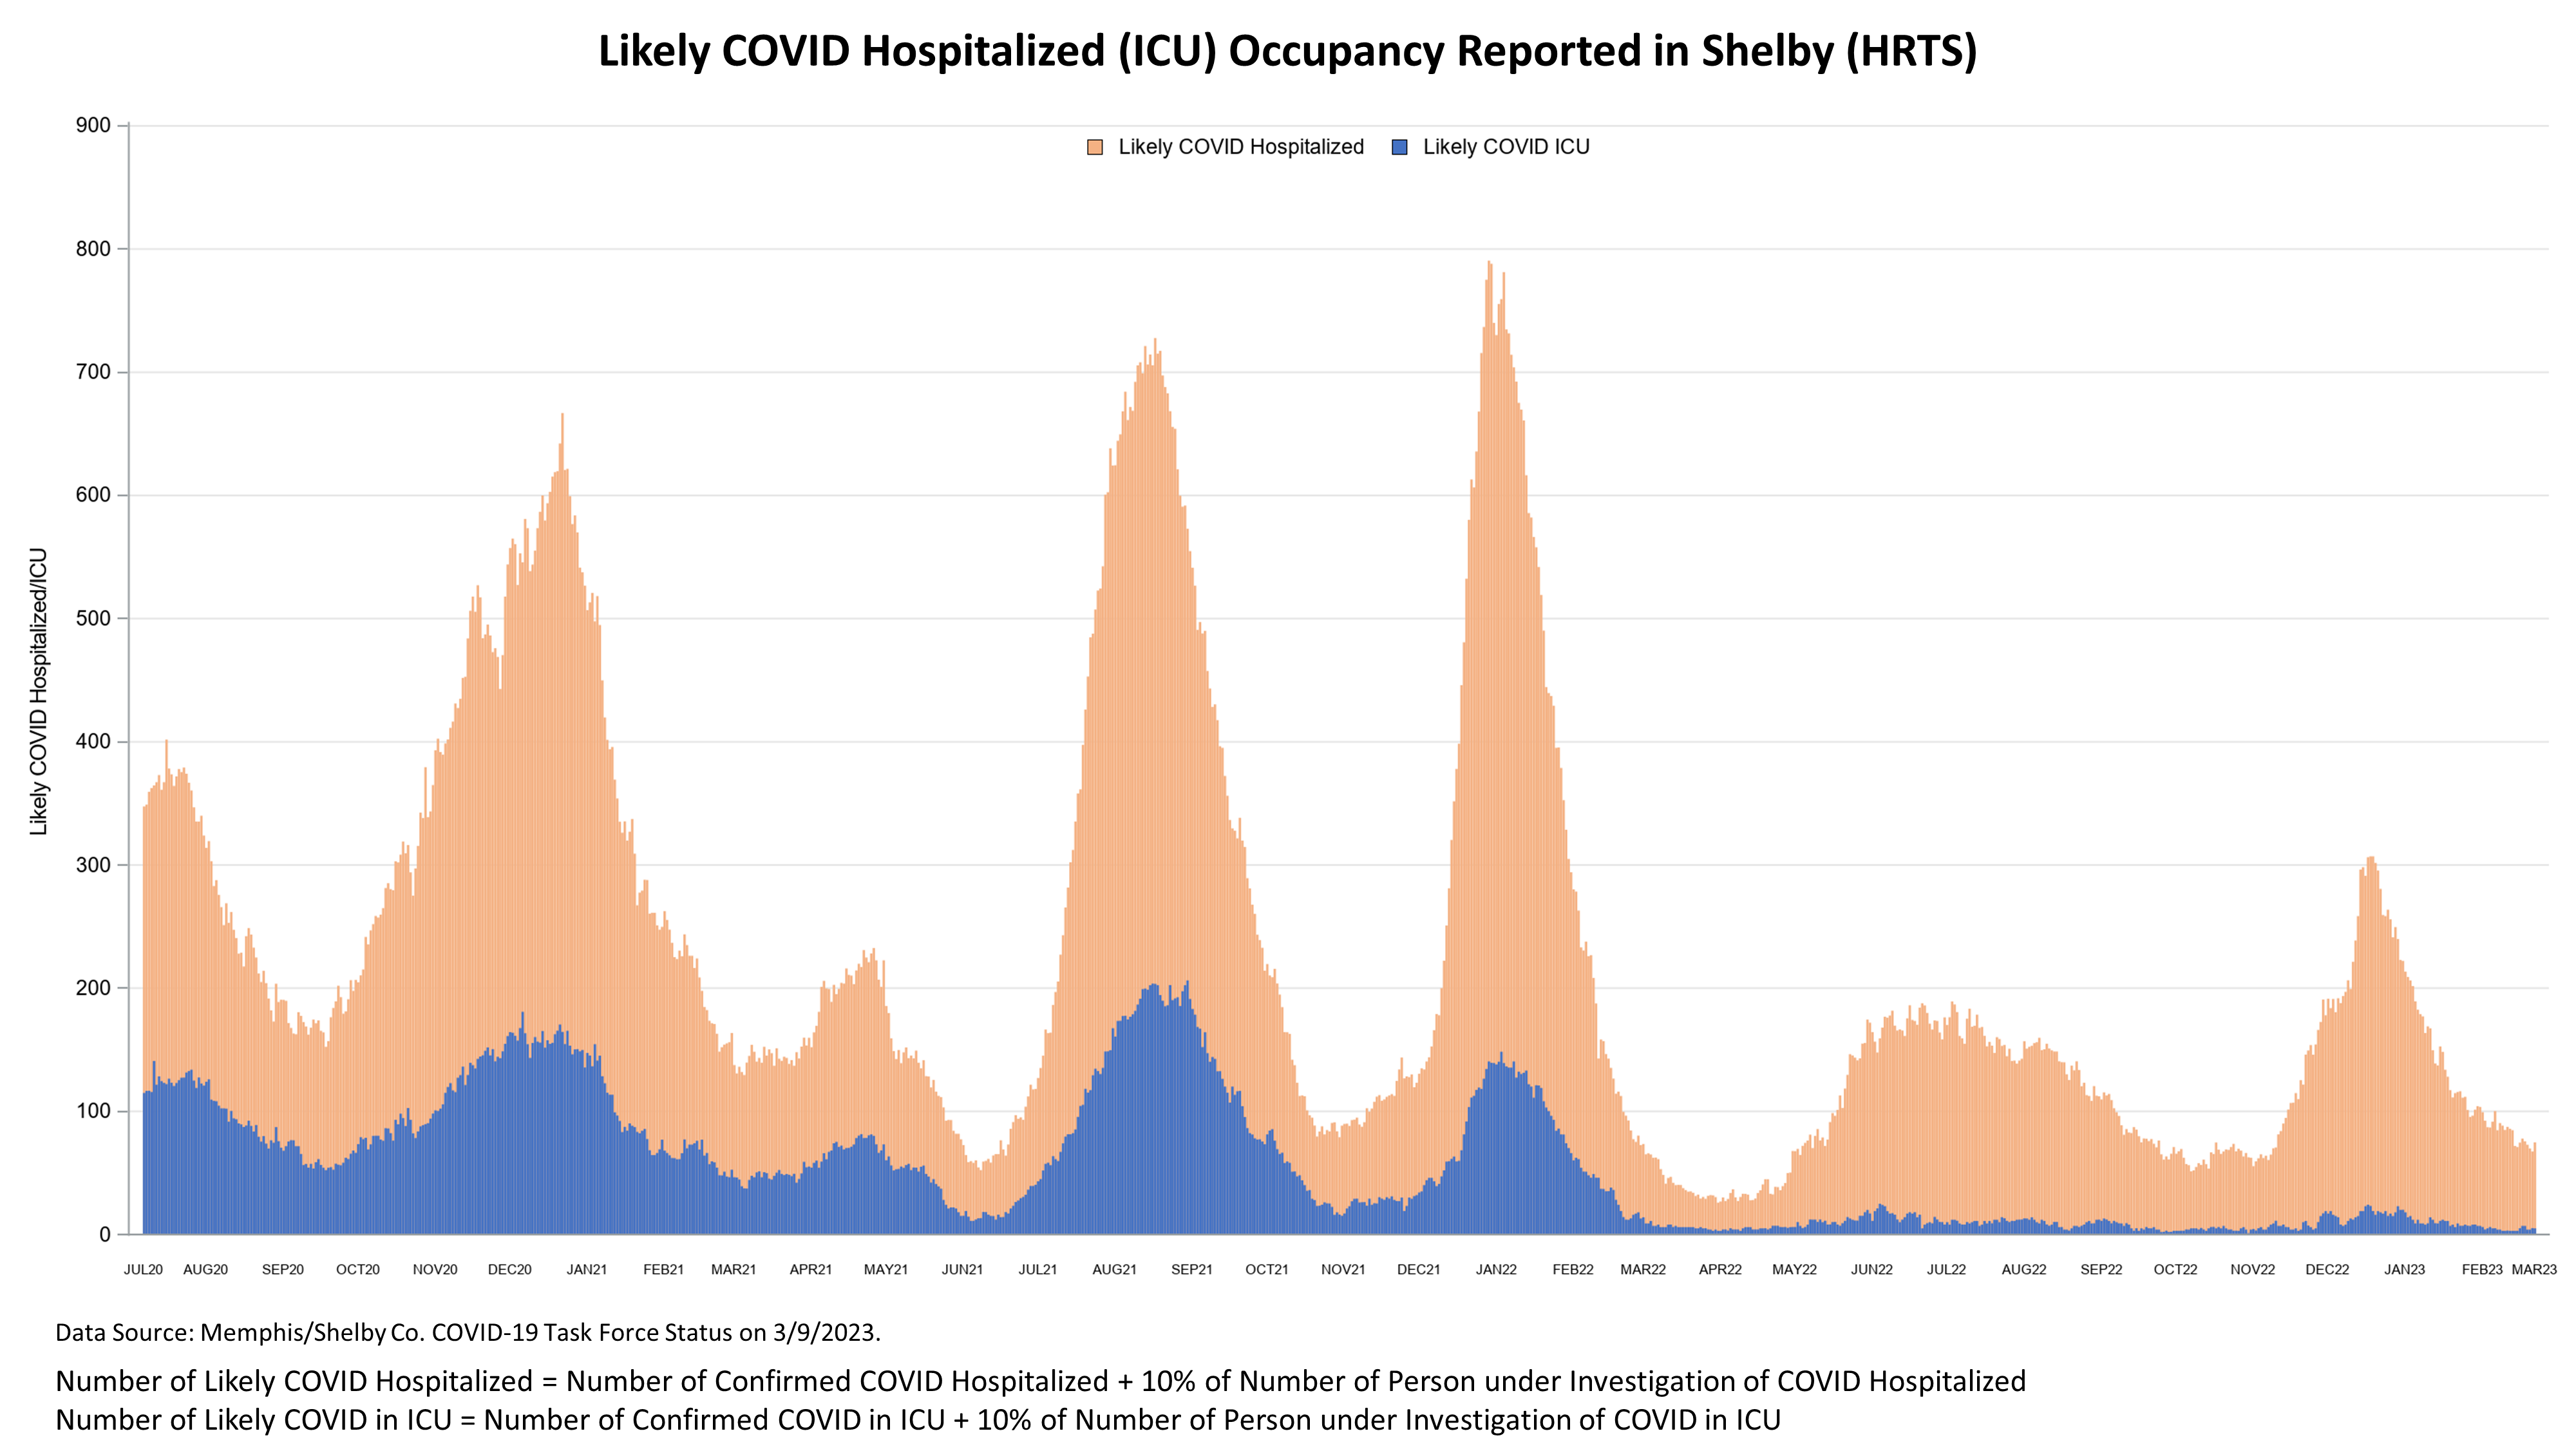 Likely COVID Hospitalized (ICU) Occupancy Reported in Shelby (HRTS)
Likely COVID Hospitalized Likely COVID ICU
Likely COVID Hospitalized/ICU
900
800
700
600
500
400
300
200
100
0
JUL20 AUG20 SEP20 OCT20 NOV20 DEC20 JAN21 FEB21 MAR21 APR21 MAY21 JUN21 JUL21 AUG21 SEP21 OCT21 NOV21 DEC21 JAN22 FEB22 MAR22 APR22 MAY22 JUN22 JUL22 AUG22 SEP22 OCT22 NOV22 DEC22 JAN23 FEB23 MAR23
Data Source: Memphis/Shelby Co. COVID-19 Task Force Status on 3/9/2023.
Number of Likely COVID Hospitalized = Number of Confirmed COVID Hospitalized + 10% of Number of Person under Investigation of COVID Hospitalized
Number of Likely COVID in ICU = Number of Confirmed COVID in ICU + 10% of Number of Person under Investigation of COVID in ICU